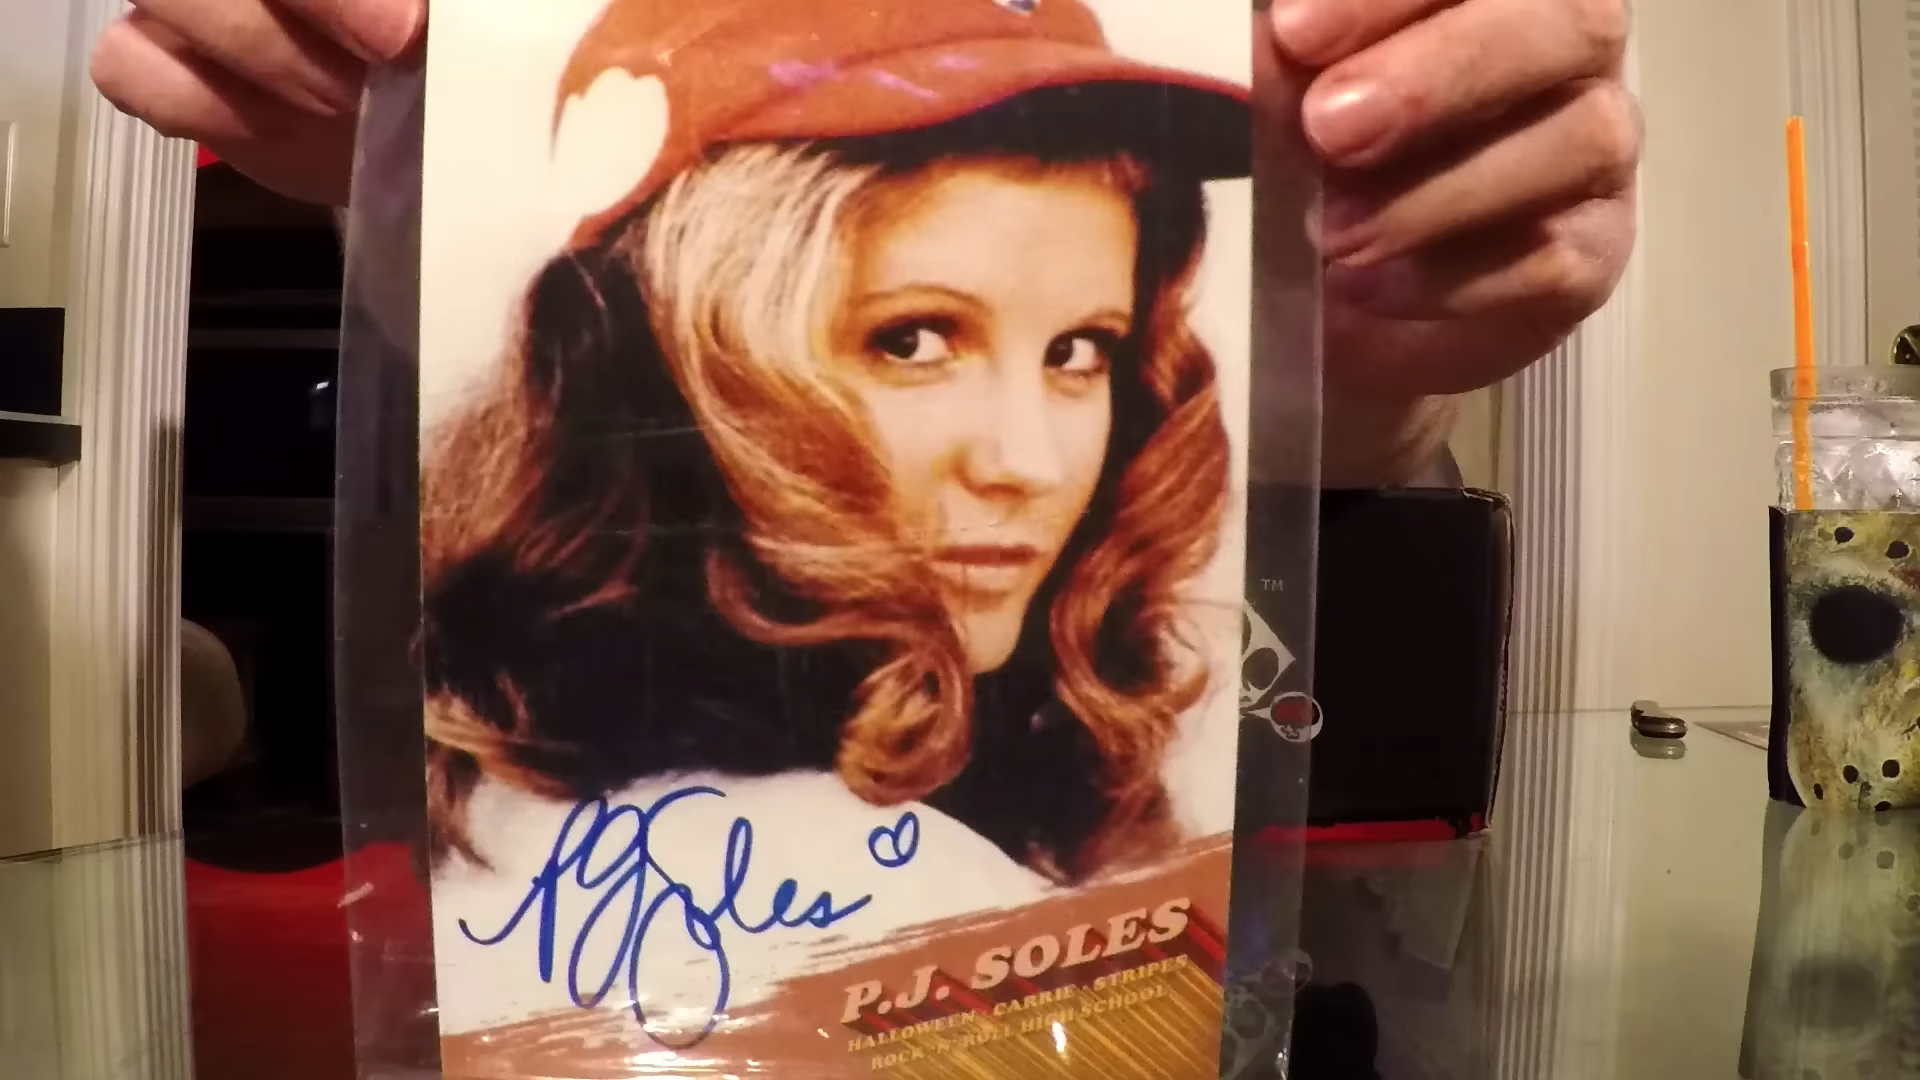 TM
PJ Soles
P.J. SOLES
HALLOWEEN · CARRIE · STRIPES
ROCK 'N' ROLL HIGH SCHOOL